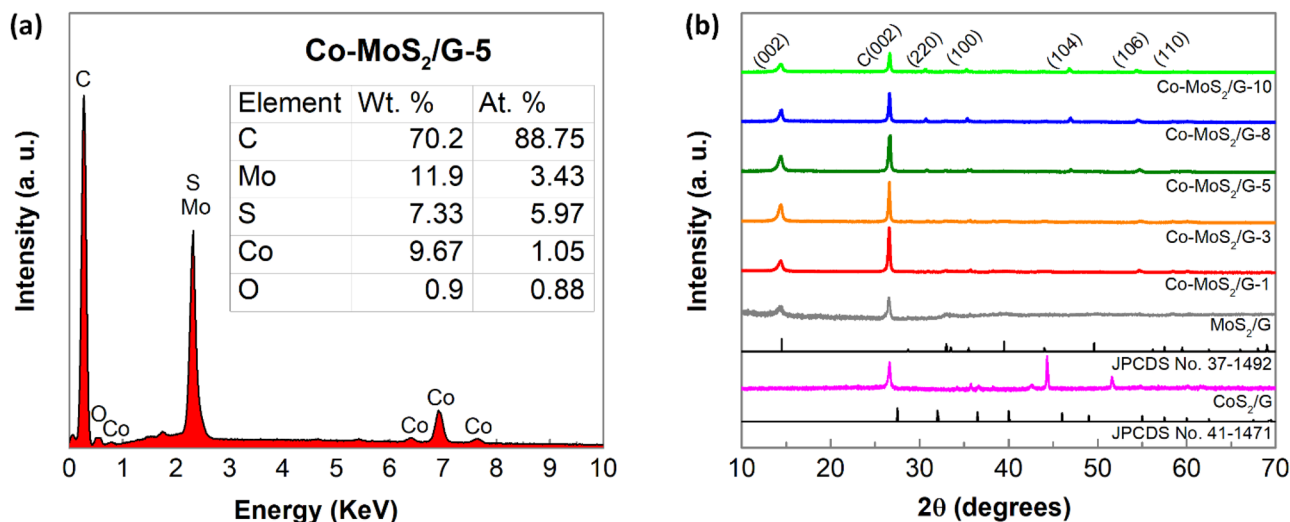 (a)
Co-MoS₂/G-5
Element Wt. % At. %
C 70.2 88.75
Mo 11.9 3.43
S 7.33 5.97
Co 9.67 1.05
O 0.9 0.88
C
S
Mo
O
Co
Co
Co
Co
Intensity (a. u.)
0 1 2 3 4 5 6 7 8 9 10
Energy (KeV)
(b)
(002) C(002) (220) (100) (104) (106) (110)
Co-MoS₂/G-10
Co-MoS₂/G-8
Co-MoS₂/G-5
Co-MoS₂/G-3
Co-MoS₂/G-1
MoS₂/G
JPCDS No. 37-1492
CoS₂/G
JPCDS No. 41-1471
Intensity (a. u.)
10 20 30 40 50 60 70
2θ (degrees)